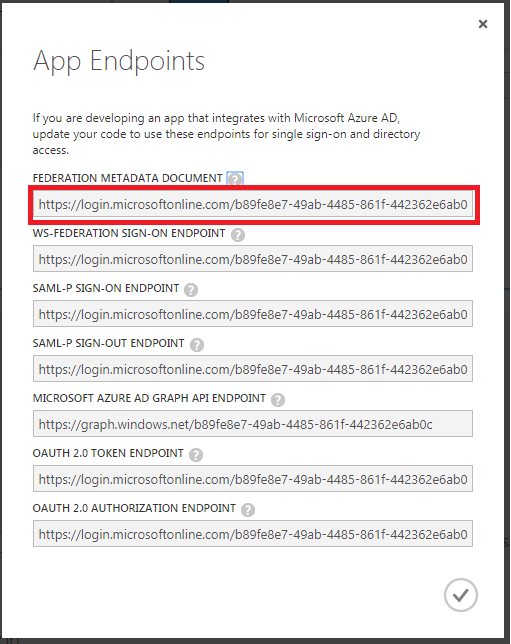 App Endpoints
If you are developing an app that integrates with Microsoft Azure AD,
update your code to use these endpoints for single sign-on and directory
access.
FEDERATION METADATA DOCUMENT ?
https://login.microsoftonline.com/b89fe8e7-49ab-4485-861f-442362e6ab0
WS-FEDERATION SIGN-ON ENDPOINT ?
https://login.microsoftonline.com/b89fe8e7-49ab-4485-861f-442362e6ab0
SAML-P SIGN-ON ENDPOINT ?
https://login.microsoftonline.com/b89fe8e7-49ab-4485-861f-442362e6ab0
SAML-P SIGN-OUT ENDPOINT ?
https://login.microsoftonline.com/b89fe8e7-49ab-4485-861f-442362e6ab0
MICROSOFT AZURE AD GRAPH API ENDPOINT ?
https://graph.windows.net/b89fe8e7-49ab-4485-861f-442362e6ab0c
OAUTH 2.0 TOKEN ENDPOINT ?
https://login.microsoftonline.com/b89fe8e7-49ab-4485-861f-442362e6ab0
OAUTH 2.0 AUTHORIZATION ENDPOINT ?
https://login.microsoftonline.com/b89fe8e7-49ab-4485-861f-442362e6ab0